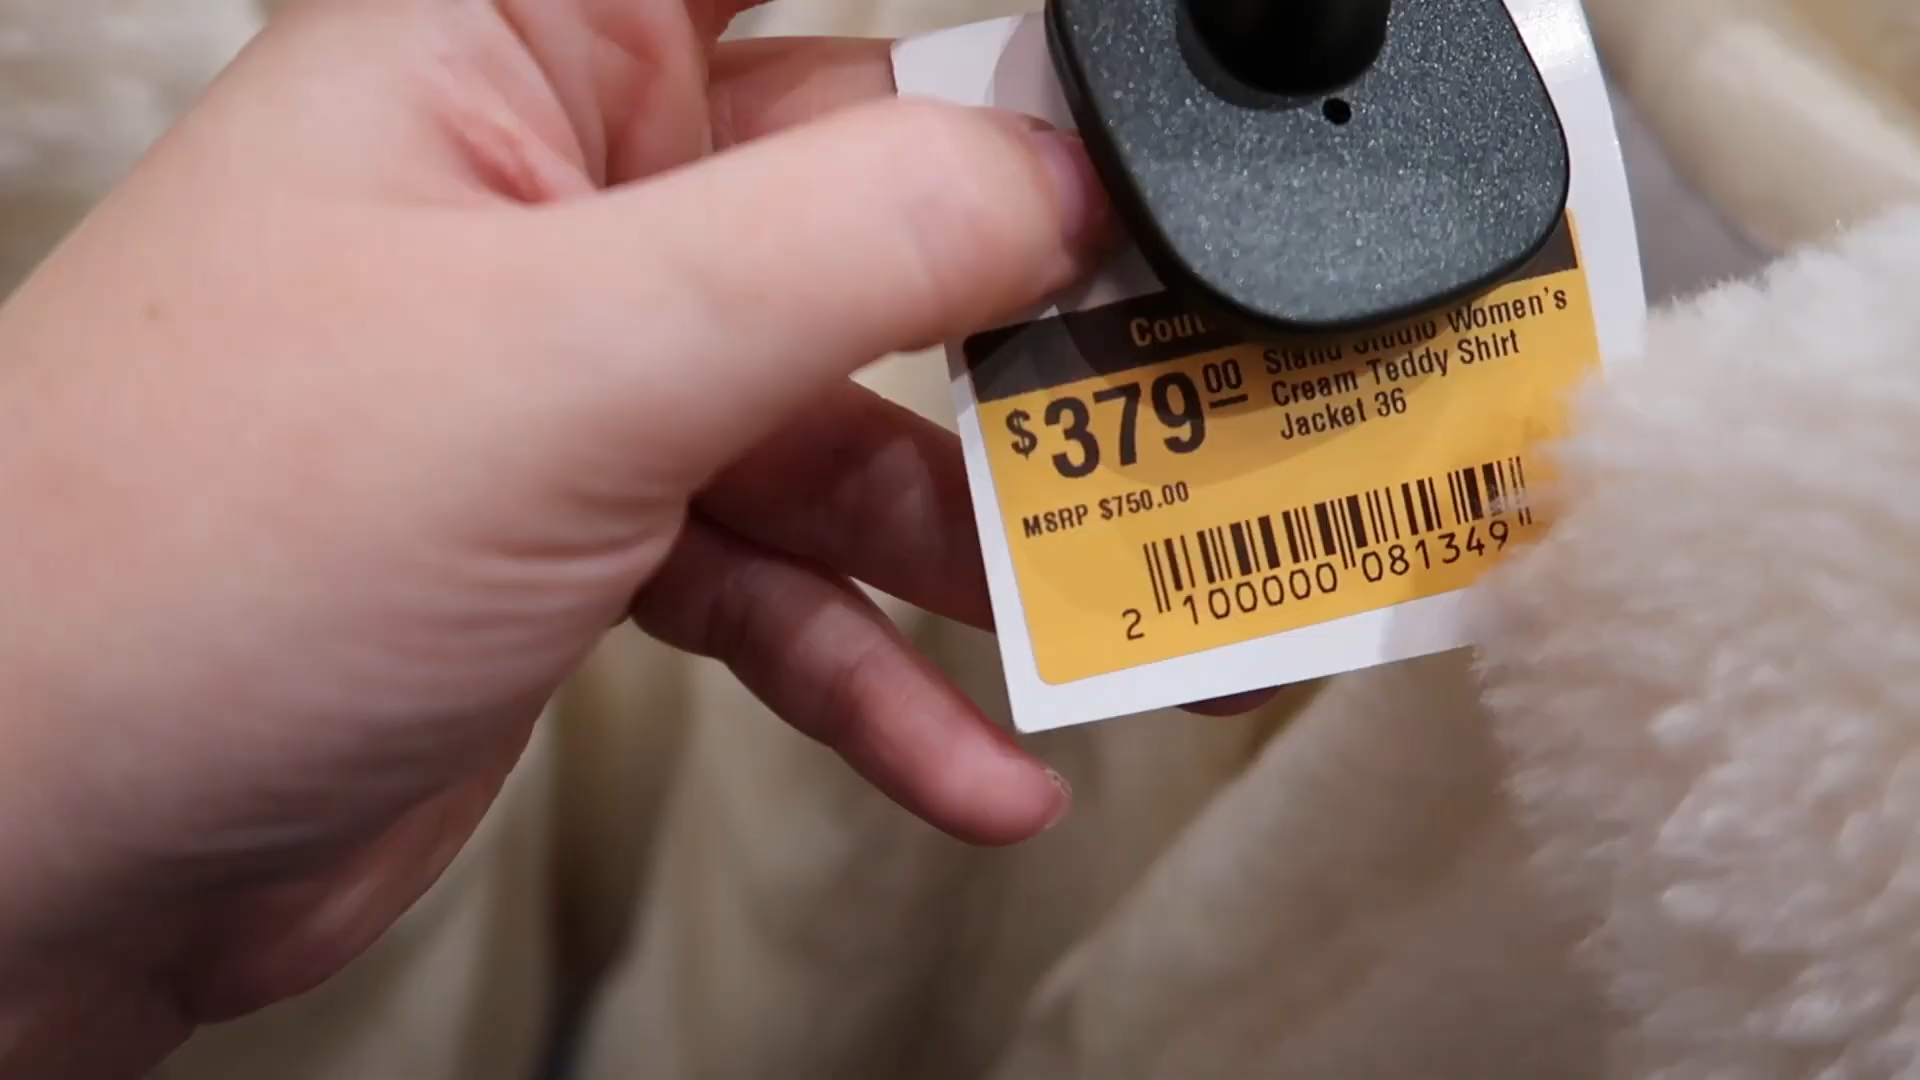 $379.00
Stand Studio Women's
Cream Teddy Shirt
Jacket 36
MSRP $750.00
2 100000 081349